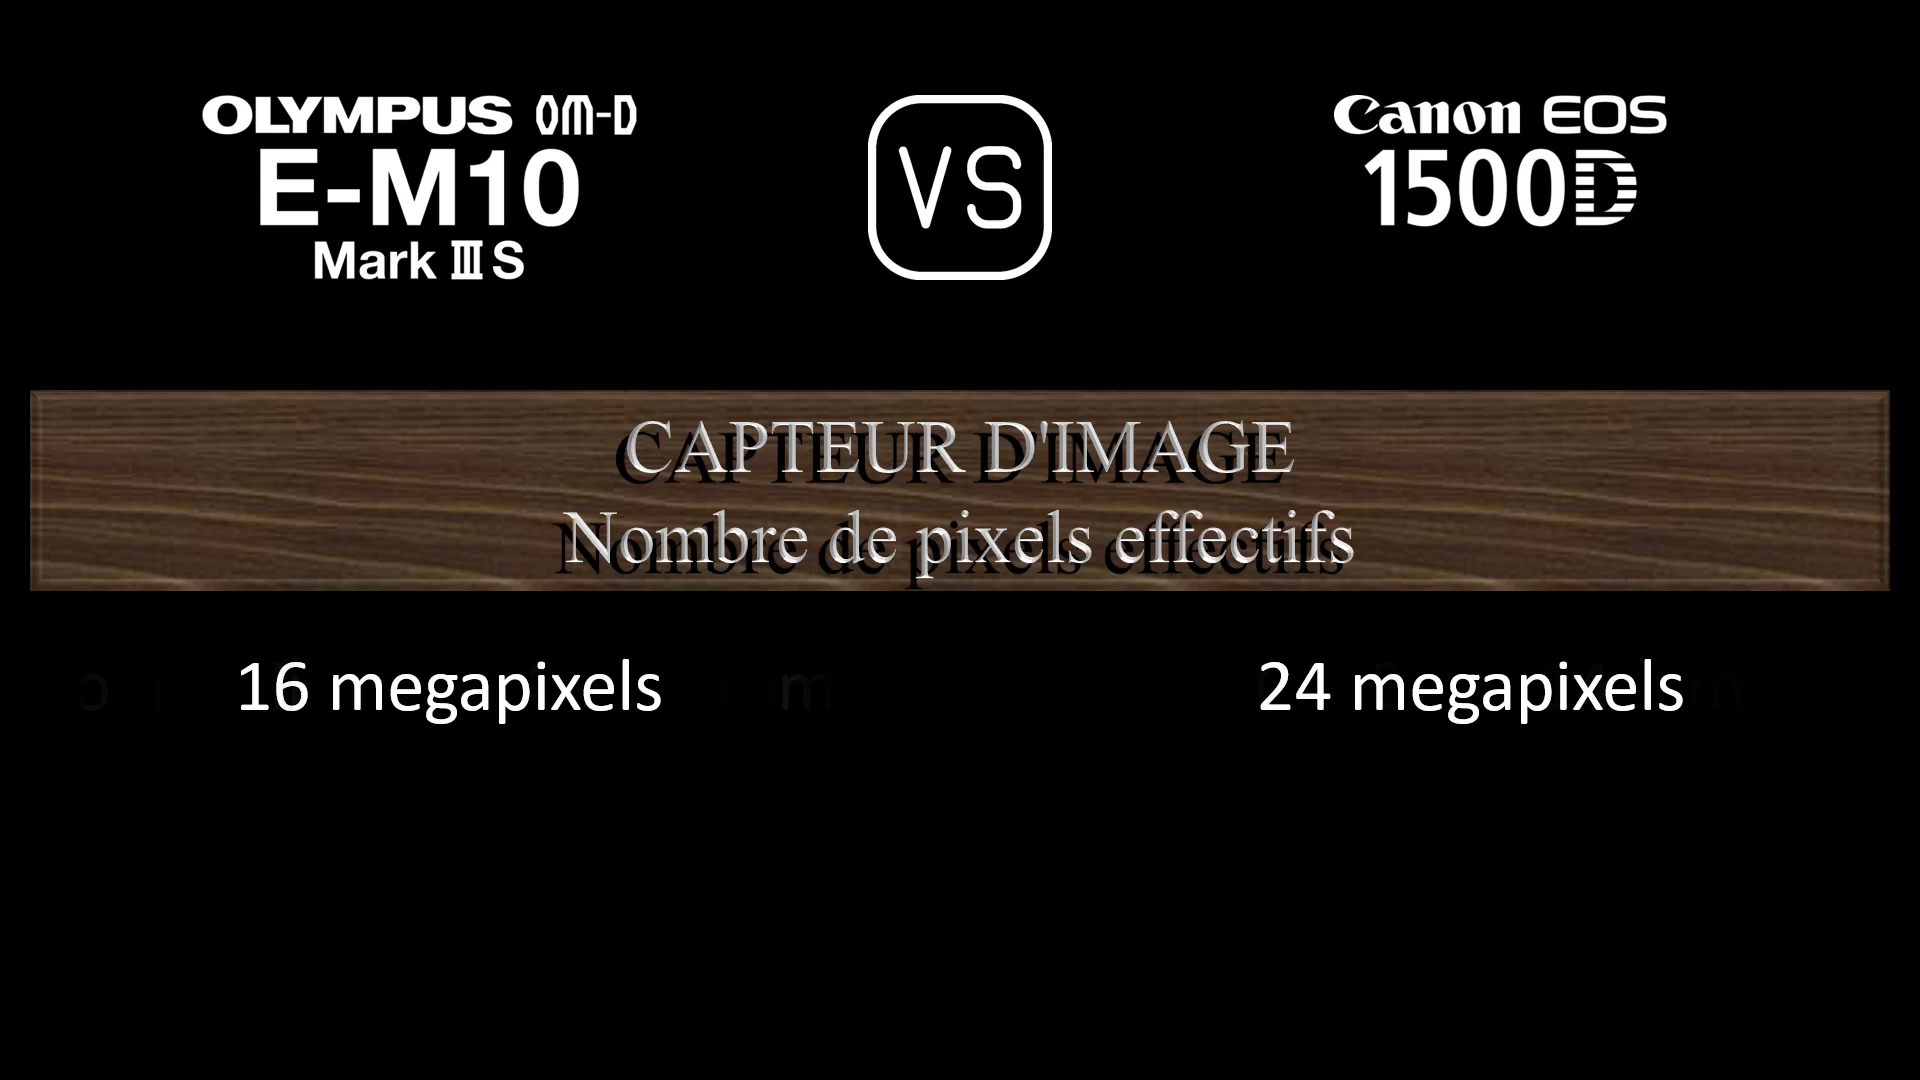 OLYMPUS OM-D
E-M10
Mark III S
VS
Canon EOS
1500D
CAPTEUR D'IMAGE
Nombre de pixels effectifs
16 megapixels
24 megapixels